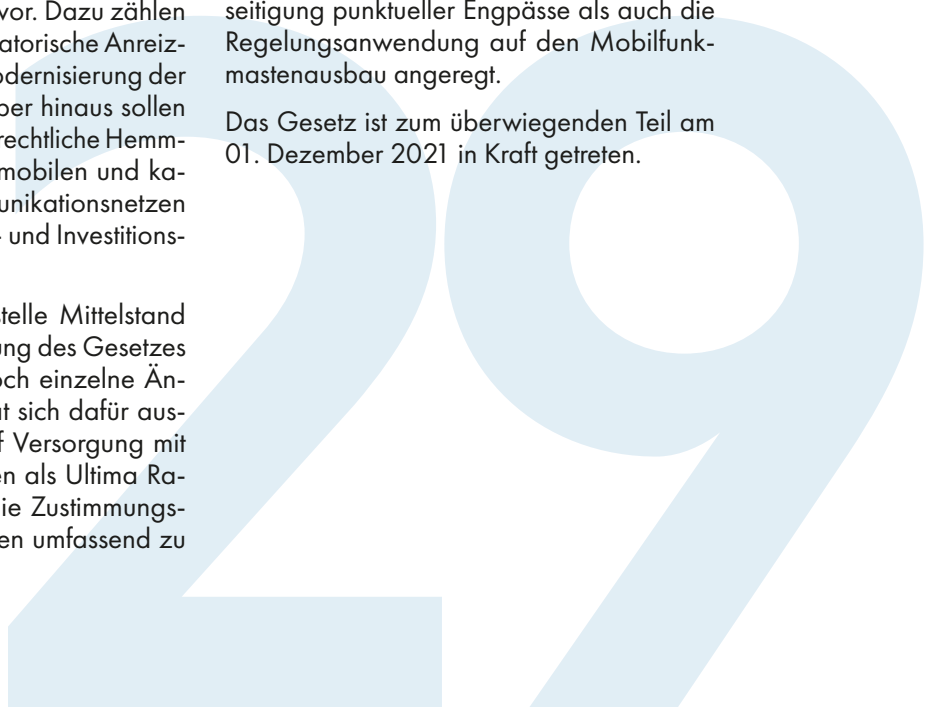 vor. Dazu zählen
atorische Anreiz-
odernisierung der
ber hinaus sollen
rechtliche Hemm-
mobilen und ka-
unikationsnetzen
und Investitions-
telle Mittelstand
ung des Gesetzes
och einzelne Än-
at sich dafür aus-
f Versorgung mit
en als Ultima Ra-
ie Zustimmungs-
en umfassend zu
seitigung punktueller Engpässe als auch die
Regelungsanwendung auf den Mobilfunk-
mastenausbau angeregt.
Das Gesetz ist zum überwiegenden Teil am
01. Dezember 2021 in Kraft getreten.
29